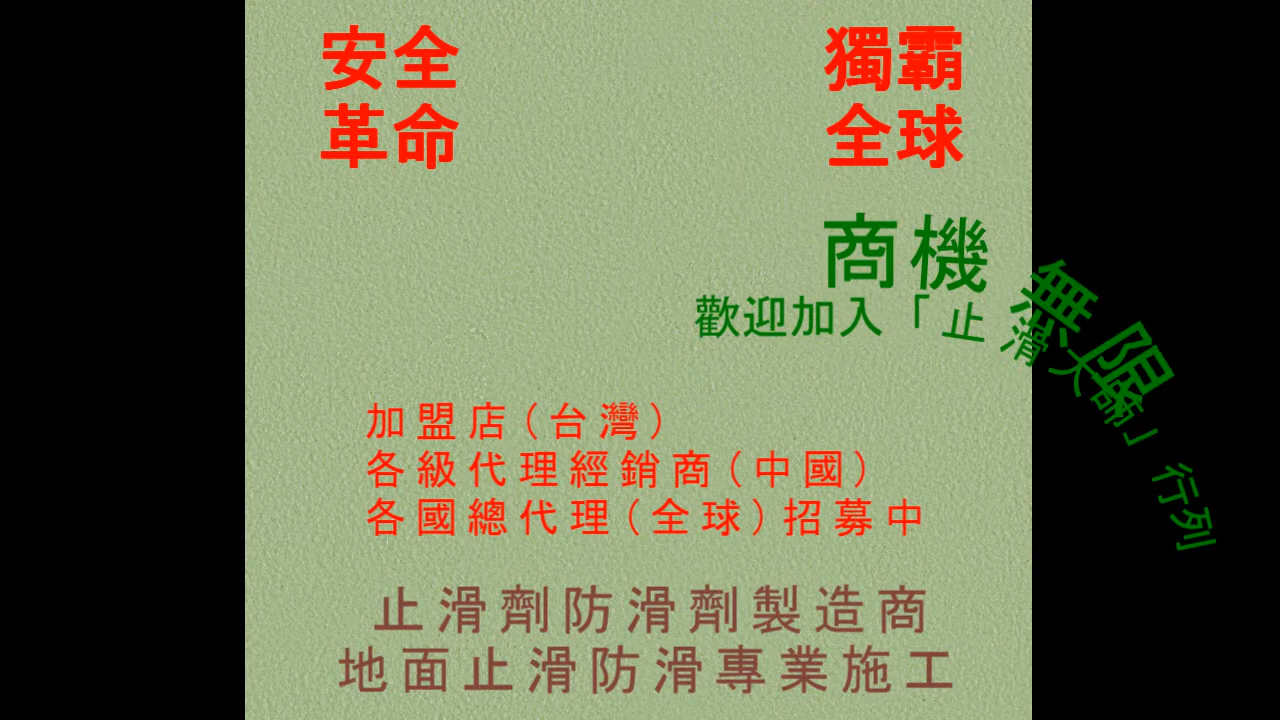 安全
革命
獨霸
全球
商機無限
歡迎加入「止滑大師」行列
加盟店(台灣)
各級代理經銷商(中國)
各國總代理(全球)招募中
止滑劑防滑劑製造商
地面止滑防滑專業施工